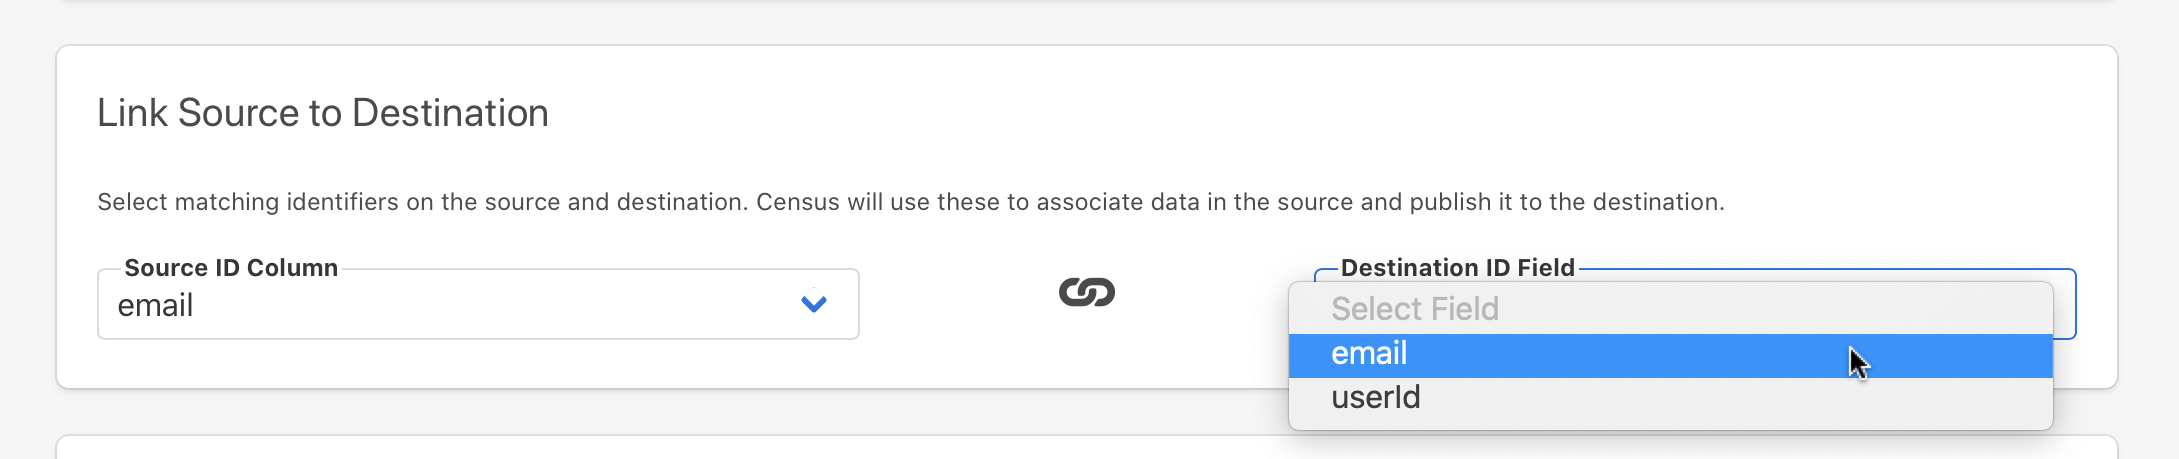 Link Source to Destination
Select matching identifiers on the source and destination. Census will use these to associate data in the source and publish it to the destination.
Source ID Column
email
Destination ID Field
Select Field
email
userId